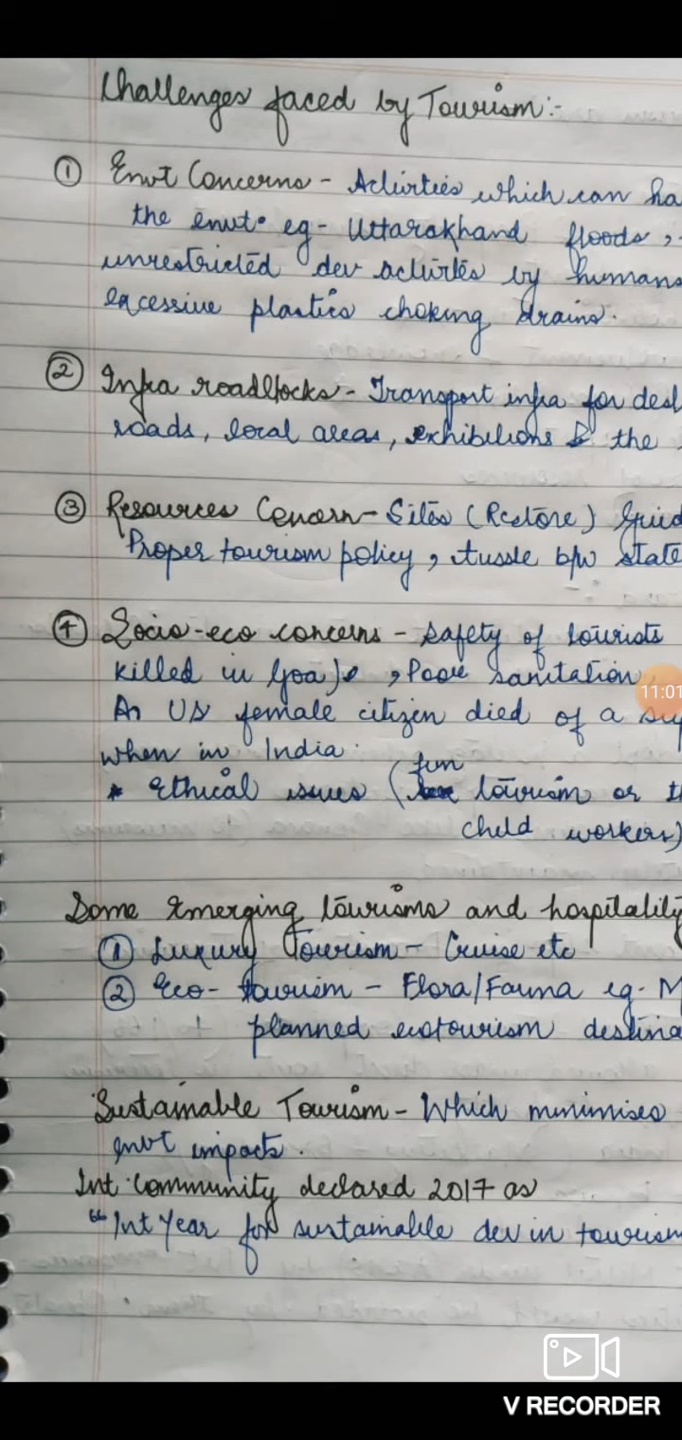 Challenges faced by Tourism:-
① Envt Concerns - Activities which can ha
the envt. eg - Uttarakhand floods,
unrestricted dev activites by humans
excessive plastics choking drains.
② Infra roadblocks - Transport infra for
roads, local areas, exhibitions & the
③ Resources Concern - Sites (Restore) Guid
Proper tourism policy, tussle b/w state
④ Socio-eco concerns - safety of tourists
killed in Goa), Poor sanitation,
11:01
An US female citizen died of a sup
when in India.
* Ethical issues (fun tourism or th
child workers)
Some Emerging tourisms and hospitality
① Luxury Tourism - Cruise etc
② Eco-tourism - Flora/Fauna eg - M
planned ecotourism destina
Sustainable Tourism - Which minimises
envt impacts.
Int. Community declared 2017 as
"Int Year for sustainable dev in tourism
V RECORDER